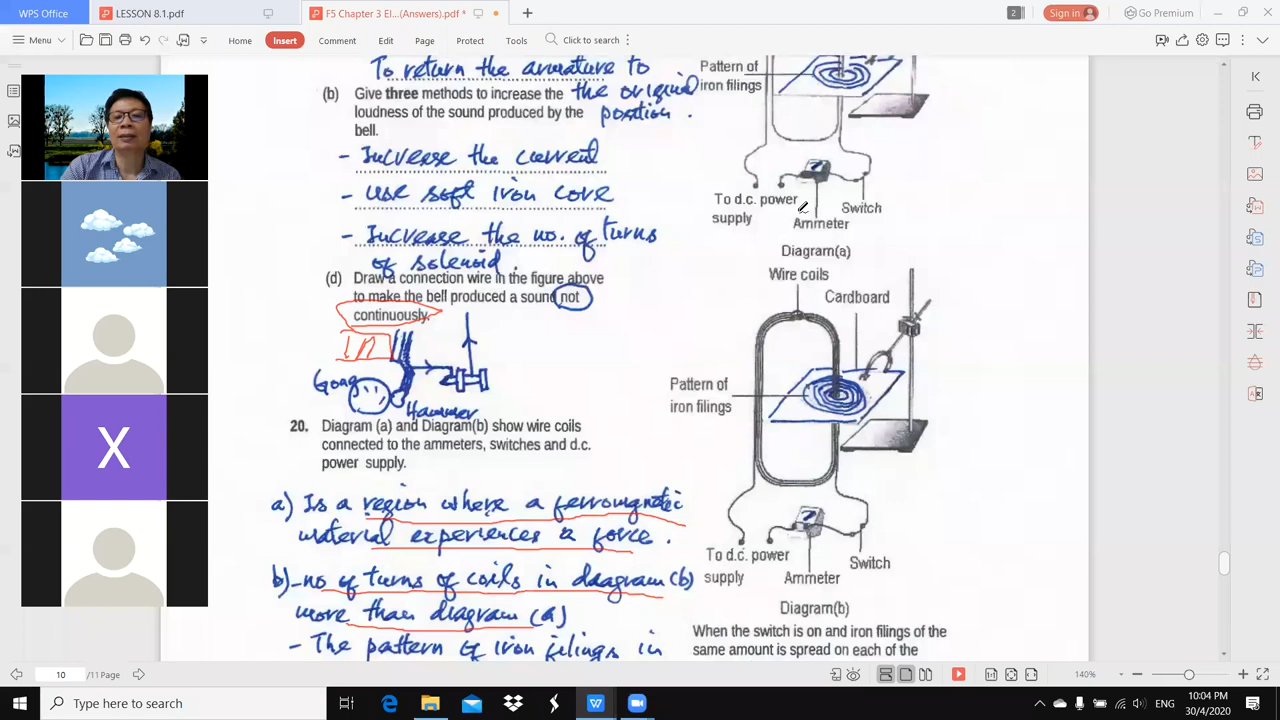 WPS Office
LESSON 8.1.pdf
F5 Chapter 3 El...(Answers).pdf *
2
Sign in
Go Premium
Menu
Home
Insert
Comment
Edit
Page
Protect
Tools
Click to search
To return the armature to
the original
position.
(b) Give three methods to increase the
loudness of the sound produced by the
bell.
- Increase the current
- use soft iron core
- Increase the no. of turns
of solenoid.
(d) Draw a connection wire in the figure above
to make the bell produced a sound not
continuously.
Gong
Hammer
20. Diagram (a) and Diagram(b) show wire coils
connected to the ammeters, switches and d.c.
power supply.
a) Is a region where a ferromgnetic
material experiences a force.
b) - no of turns of coils in diagram (b)
more than diagram (a)
- The pattern of iron filings in
Pattern of
iron filings
To d.c. power
supply
Ammeter
Switch
Diagram(a)
Wire coils
Cardboard
Pattern of
iron filings
To d.c. power
supply
Ammeter
Switch
Diagram(b)
When the switch is on and iron filings of the
same amount is spread on each of the
X
10
/11 Page
140%
Type here to search
ENG
10:04 PM
30/4/2020